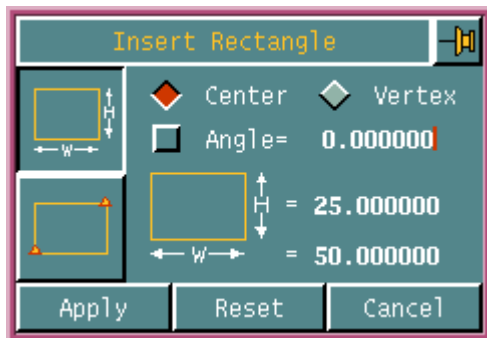 Insert Rectangle
H
W
Center Vertex
Angle= 0.000000
H = 25.000000
W = 50.000000
Apply Reset Cancel